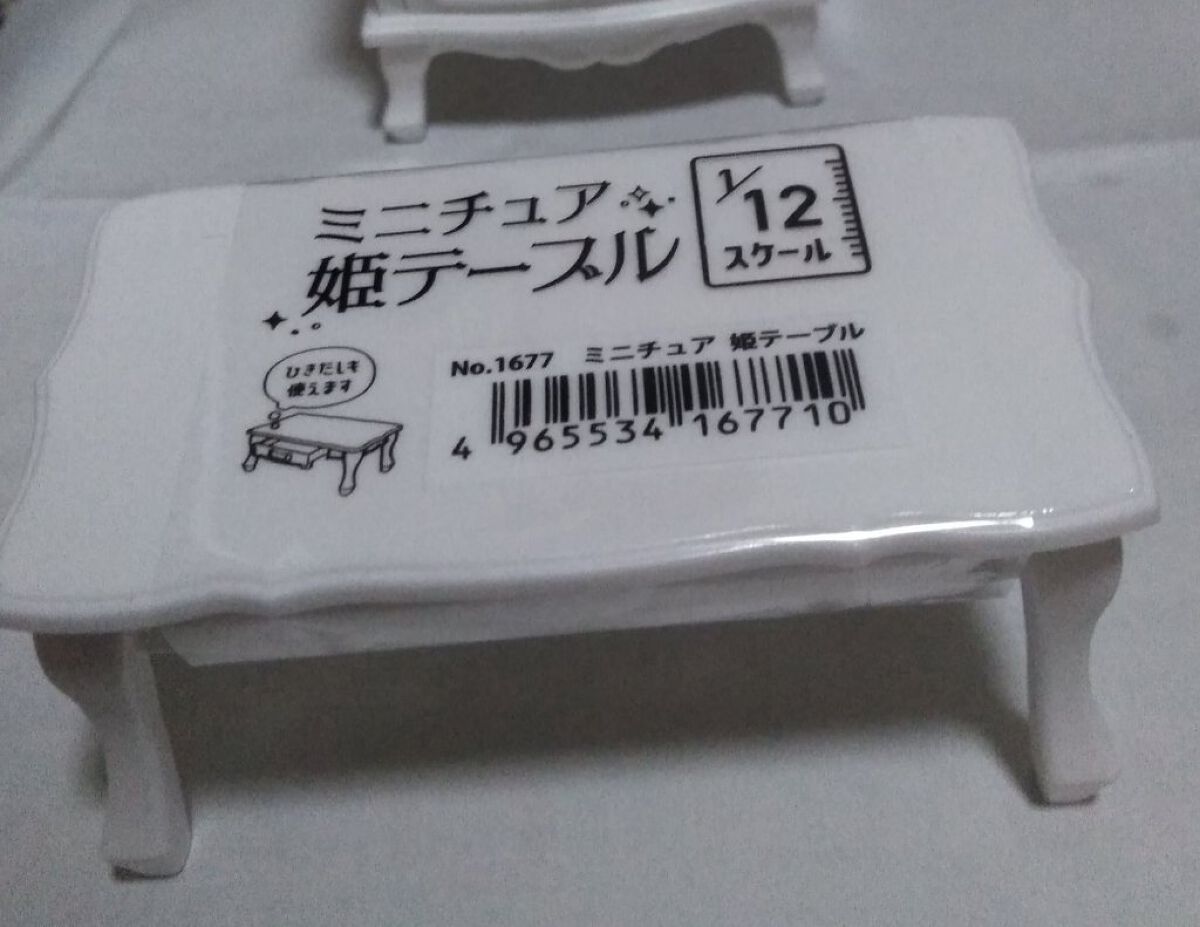 ミニチュア
姫テーブル
1/12
スケール
ひきだしも
使えます
No.1677 ミニチュア 姫テーブル
4 965534 167710